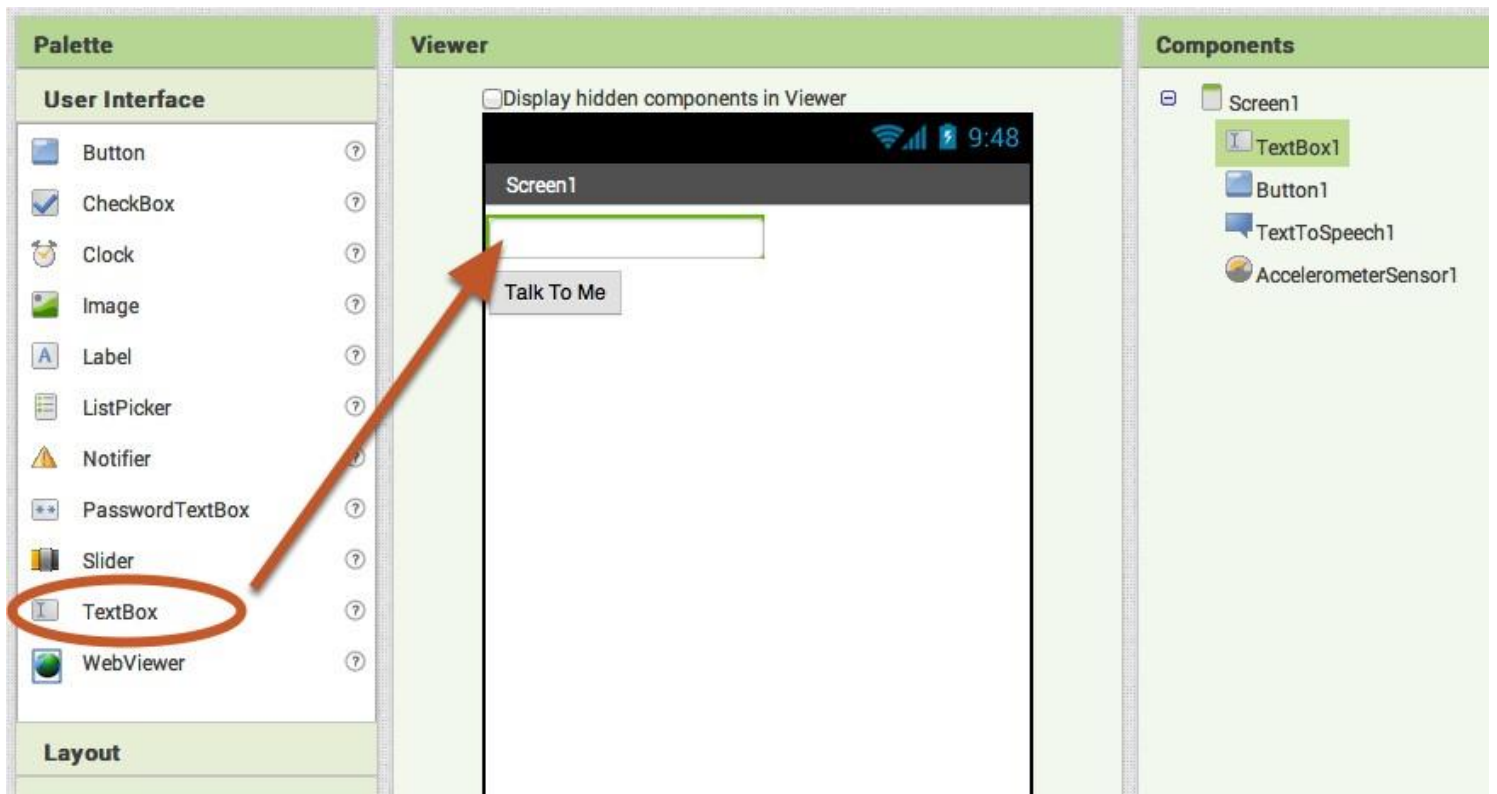 Palette
User Interface
Button
CheckBox
Clock
Image
Label
ListPicker
Notifier
PasswordTextBox
Slider
TextBox
WebViewer
Layout
Viewer
Display hidden components in Viewer
9:48
Screen1
Talk To Me
Components
Screen1
TextBox1
Button1
TextToSpeech1
AccelerometerSensor1